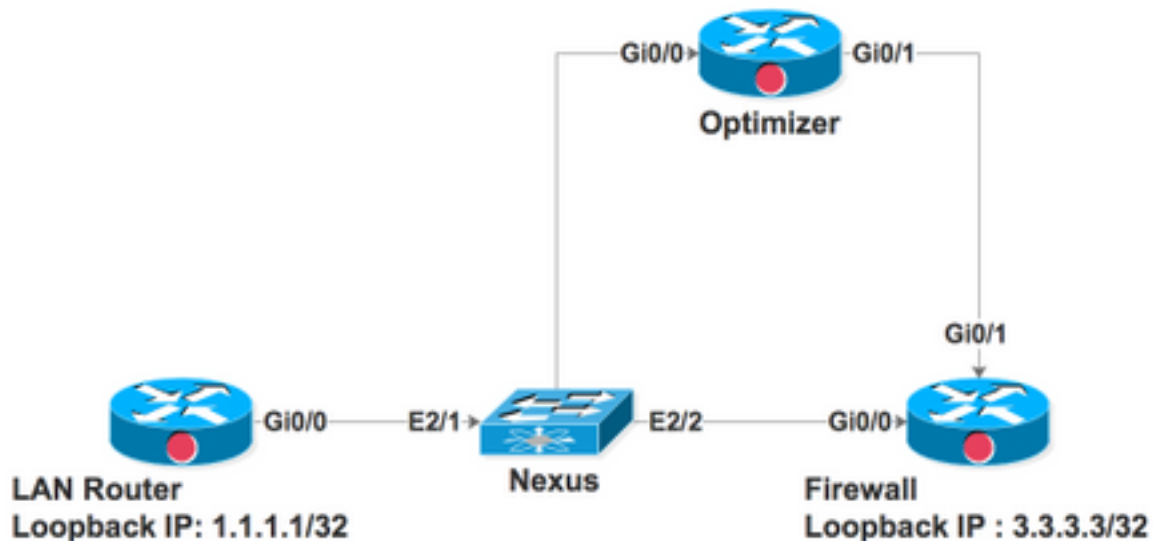 Gi0/0
Gi0/1
Optimizer
Gi0/1
Gi0/0
E2/1
E2/2
Gi0/0
Nexus
LAN Router
Loopback IP: 1.1.1.1/32
Firewall
Loopback IP : 3.3.3.3/32